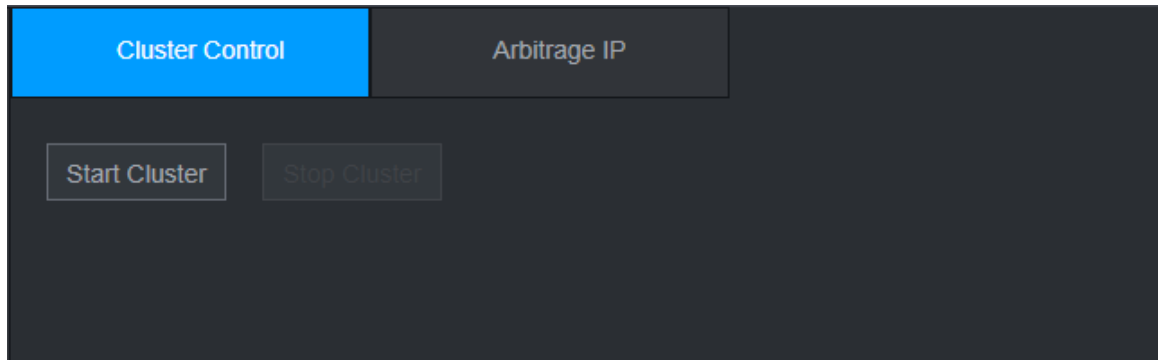 Cluster Control
Arbitrage IP
Start Cluster
Stop Cluster